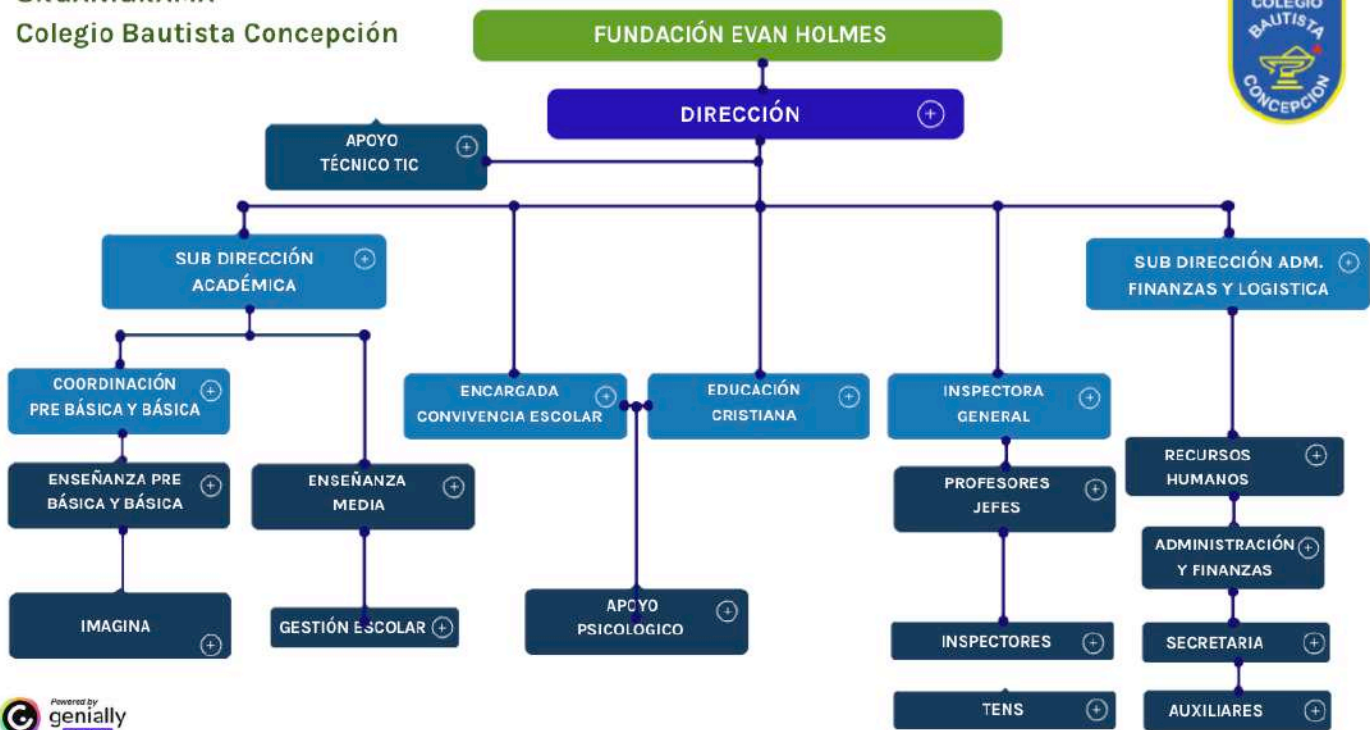 Colegio Bautista Concepción
FUNDACIÓN EVAN HOLMES
COLEGIO
BAUTISTA
CONCEPCION
DIRECCIÓN
APOYO
TÉCNICO TIC
SUB DIRECCIÓN
ACADÉMICA
SUB DIRECCIÓN ADM.
FINANZAS Y LOGISTICA
COORDINACIÓN
PRE BÁSICA Y BÁSICA
ENCARGADA
CONVIVENCIA ESCOLAR
EDUCACIÓN
CRISTIANA
INSPECTORA
GENERAL
ENSEÑANZA PRE
BÁSICA Y BÁSICA
ENSEÑANZA
MEDIA
PROFESORES
JEFES
RECURSOS
HUMANOS
ADMINISTRACIÓN
Y FINANZAS
IMAGINA
GESTIÓN ESCOLAR
APOYO
PSICOLOGICO
INSPECTORES
SECRETARIA
TENS
AUXILIARES
Powered by
genially